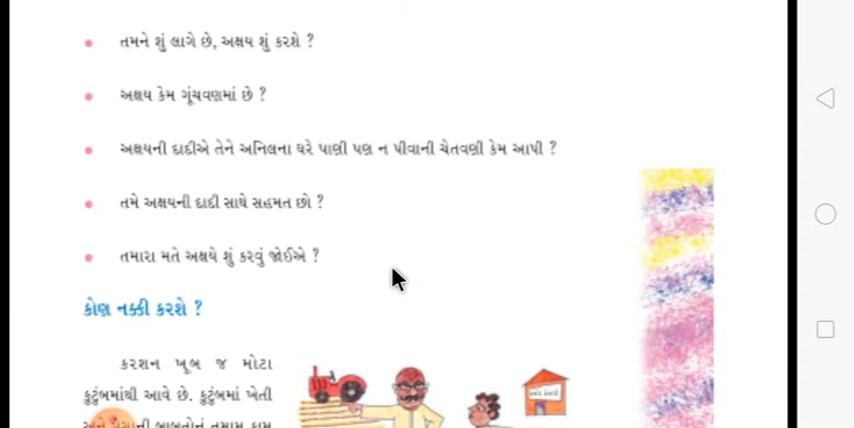 તમને શું લાગે છે, અક્ષય શું કરશે ?
અક્ષય કેમ ગૂંચવણમાં છે ?
અક્ષયની દાદીએ તેને અનિલના ઘરે પાણી પણ ન પીવાની ચેતવણી કેમ આપી ?
તમે અક્ષયની દાદી સાથે સહમત છો ?
તમારા મતે અક્ષયે શું કરવું જોઈએ ?
કોણ નક્કી કરશે ?
કરશન ખૂબ જ મોટા
કુટુંબમાંથી આવે છે. કુટુંબમાં ખેતી
તમામ કામ